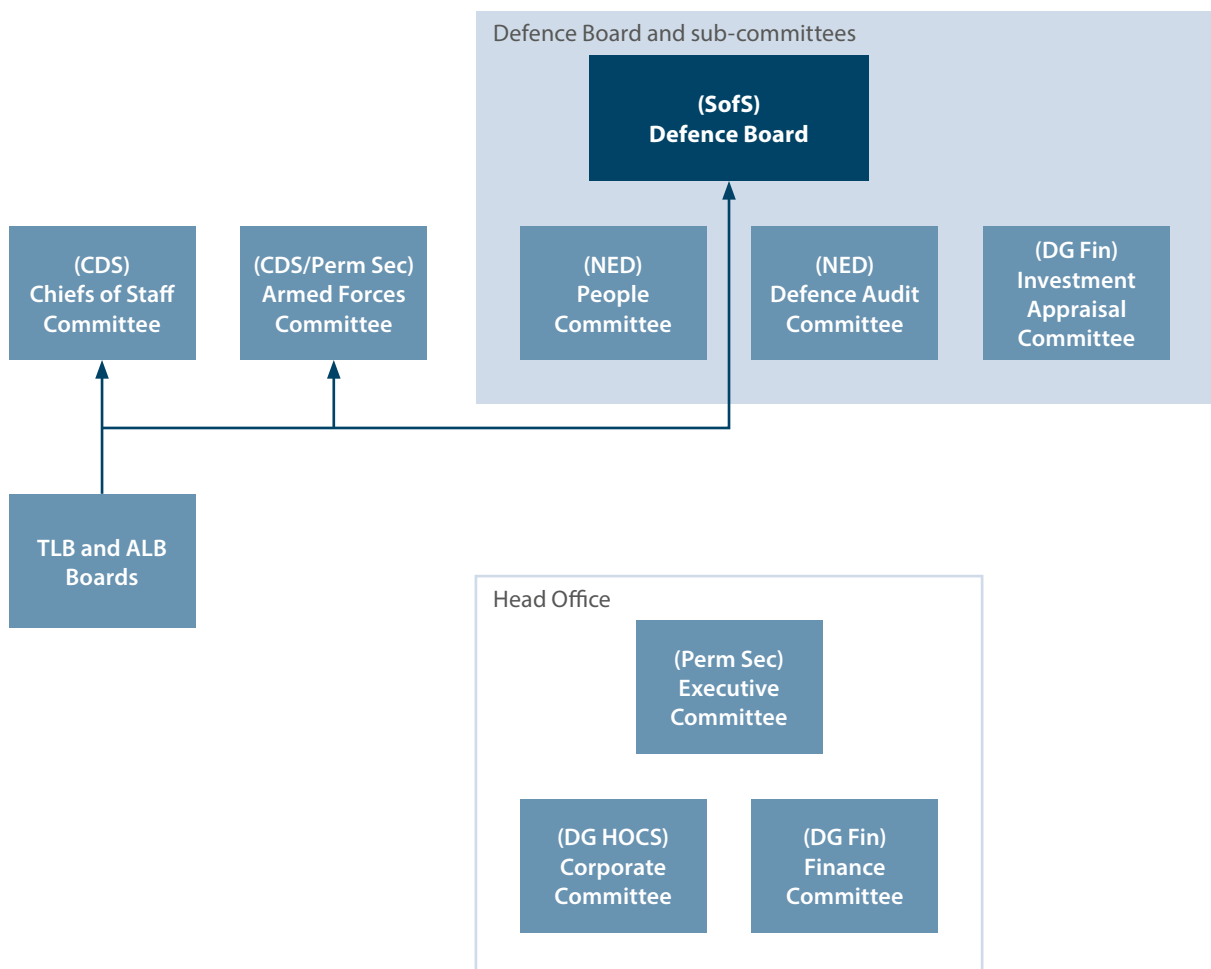 Defence Board and sub-committees
(SofS)
Defence Board
(CDS)
Chiefs of Staff
Committee
(CDS/Perm Sec)
Armed Forces
Committee
(NED)
People
Committee
(NED)
Defence Audit
Committee
(DG Fin)
Investment
Appraisal
Committee
TLB and ALB
Boards
Head Office
(Perm Sec)
Executive
Committee
(DG HOCS)
Corporate
Committee
(DG Fin)
Finance
Committee